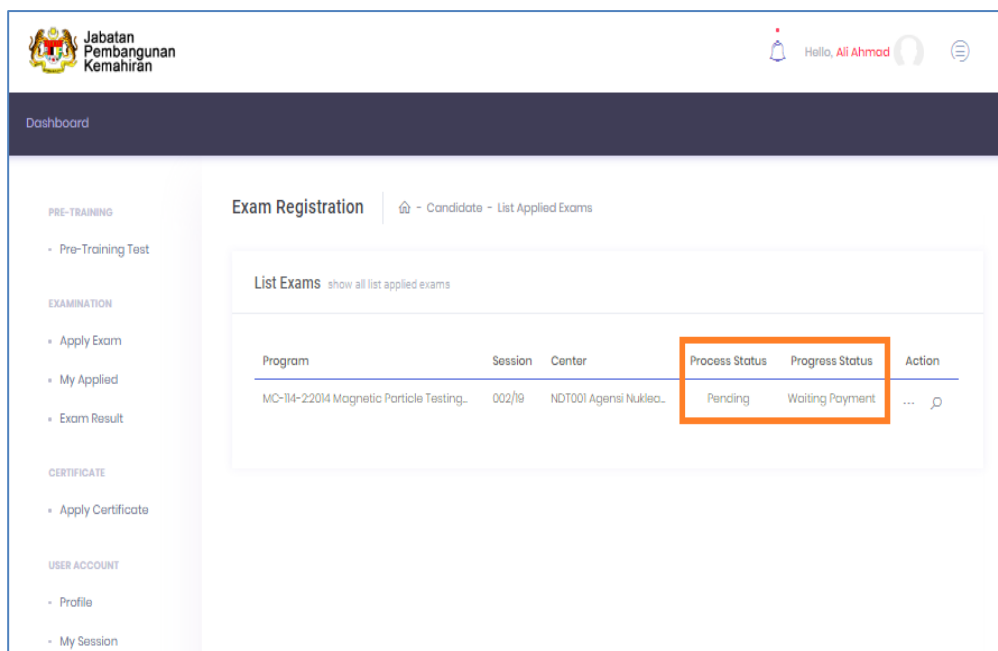 Jabatan
Pembangunan
Kemahiran
Hello, Ali Ahmad
Dashboard
PRE-TRAINING
Pre-Training Test
EXAMINATION
Apply Exam
My Applied
Exam Result
CERTIFICATE
Apply Certificate
USER ACCOUNT
Profile
My Session
Exam Registration - Candidate - List Applied Exams
List Exams show all list applied exams
Program Session Center Process Status Progress Status Action
MC-114-2:2014 Magnetic Particle Testing... 002/19 NDT001 Agensi Nuklea... Pending Waiting Payment ...